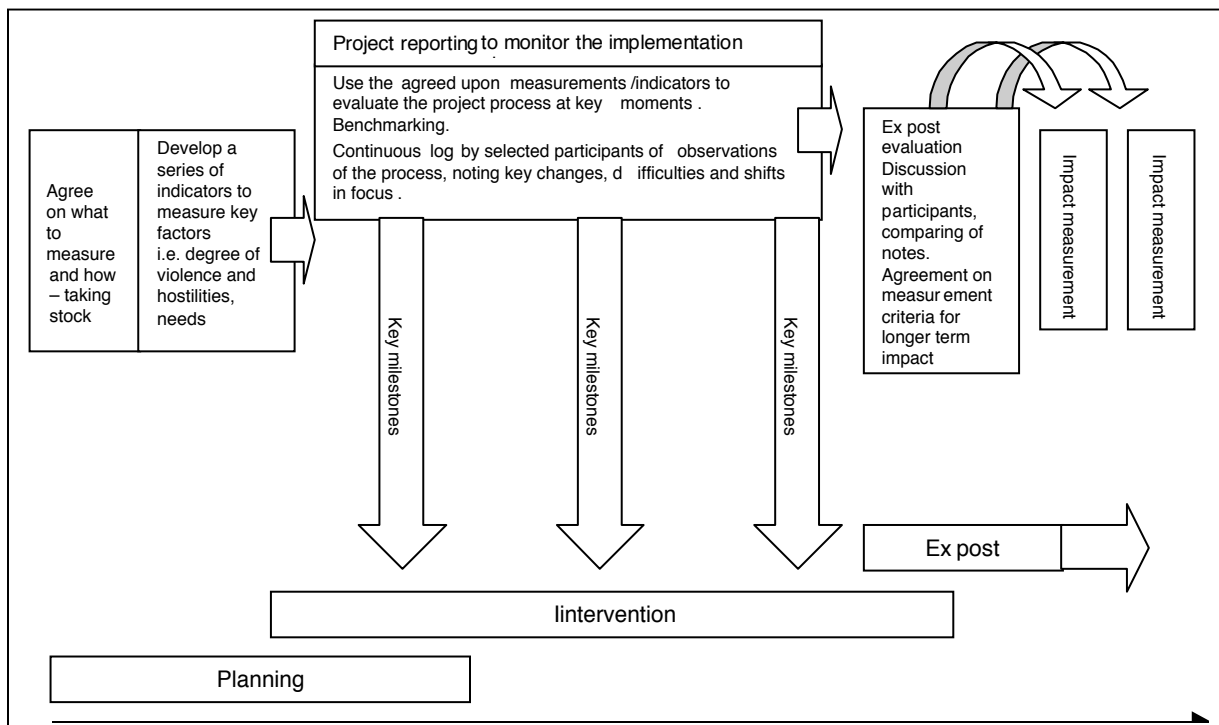 Project reporting to monitor the implementation
.
Use the agreed upon measurements /indicators to
evaluate the project process at key moments .
Benchmarking.
Continuous log by selected participants of observations
of the process, noting key changes, d ifficulties and shifts
in focus .
Agree
on what
to
measure
and how
– taking
stock
Develop a
series of
indicators to
measure key
factors
i.e. degree of
violence and
hostilities,
needs
Ex post
evaluation
Discussion
with
participants,
comparing of
notes.
Agreement on
measur ement
criteria for
longer term
impact
Impact measurement
Impact measurement
Key milestones
Key milestones
Key milestones
Ex post
Iintervention
Planning